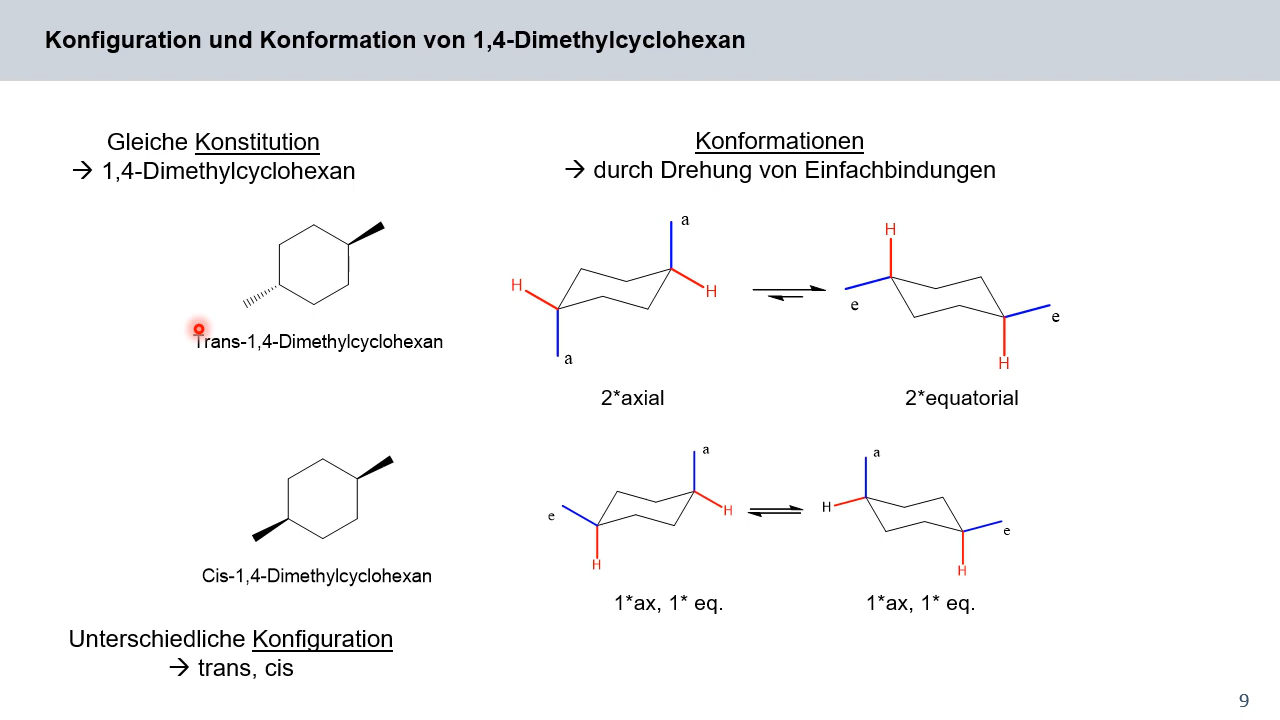 Konfiguration und Konformation von 1,4-Dimethylcyclohexan
Gleiche Konstitution
→ 1,4-Dimethylcyclohexan
Konformationen
→ durch Drehung von Einfachbindungen
a
H
H
a
H
e
e
H
Trans-1,4-Dimethylcyclohexan
2*axial
2*equatorial
a
e
H
H
a
H
e
H
Cis-1,4-Dimethylcyclohexan
1*ax, 1* eq.
1*ax, 1* eq.
Unterschiedliche Konfiguration
→ trans, cis
9